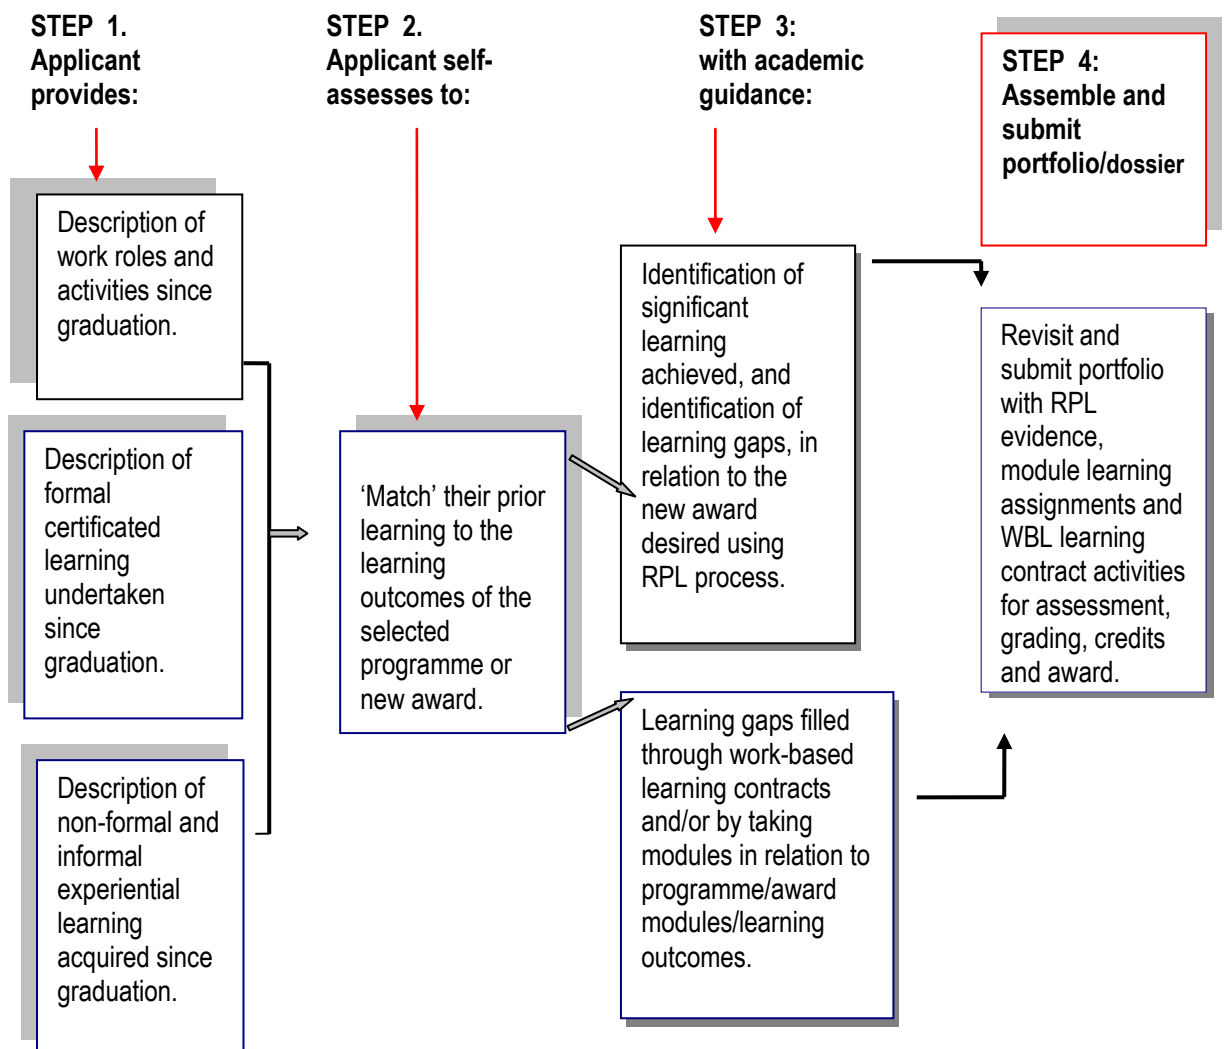 STEP 1.
Applicant
provides:
Description of
work roles and
activities since
graduation.
Description of
formal
certificated
learning
undertaken
since
graduation.
Description of
non-formal and
informal
experiential
learning
acquired since
graduation.
STEP 2.
Applicant self-
assesses to:
‘Match’ their prior
learning to the
learning
outcomes of the
selected
programme or
new award.
STEP 3:
with academic
guidance:
Identification of
significant
learning
achieved, and
identification of
learning gaps, in
relation to the
new award
desired using
RPL process.
Learning gaps filled
through work-based
learning contracts
and/or by taking
modules in relation to
programme/award
modules/learning
outcomes.
STEP 4:
Assemble and
submit
portfolio/dossier
Revisit and
submit portfolio
with RPL
evidence,
module learning
assignments and
WBL learning
contract activities
for assessment,
grading, credits
and award.